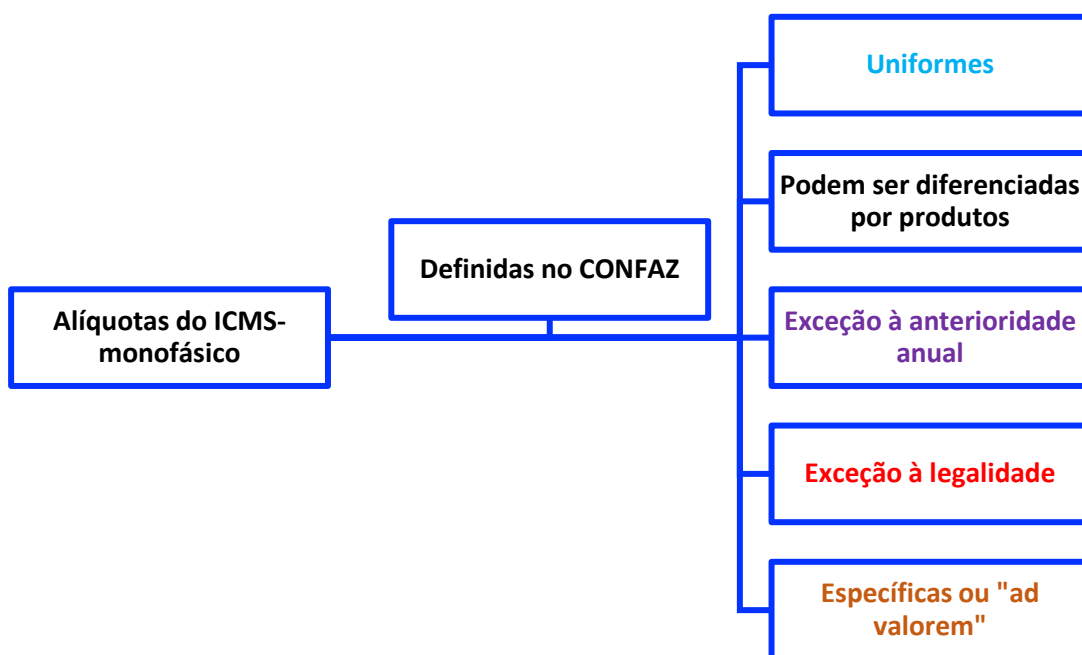 Alíquotas do ICMS-
monofásico
Definidas no CONFAZ
Uniformes
Podem ser diferenciadas
por produtos
Exceção à anterioridade
anual
Exceção à legalidade
Específicas ou "ad
valorem"